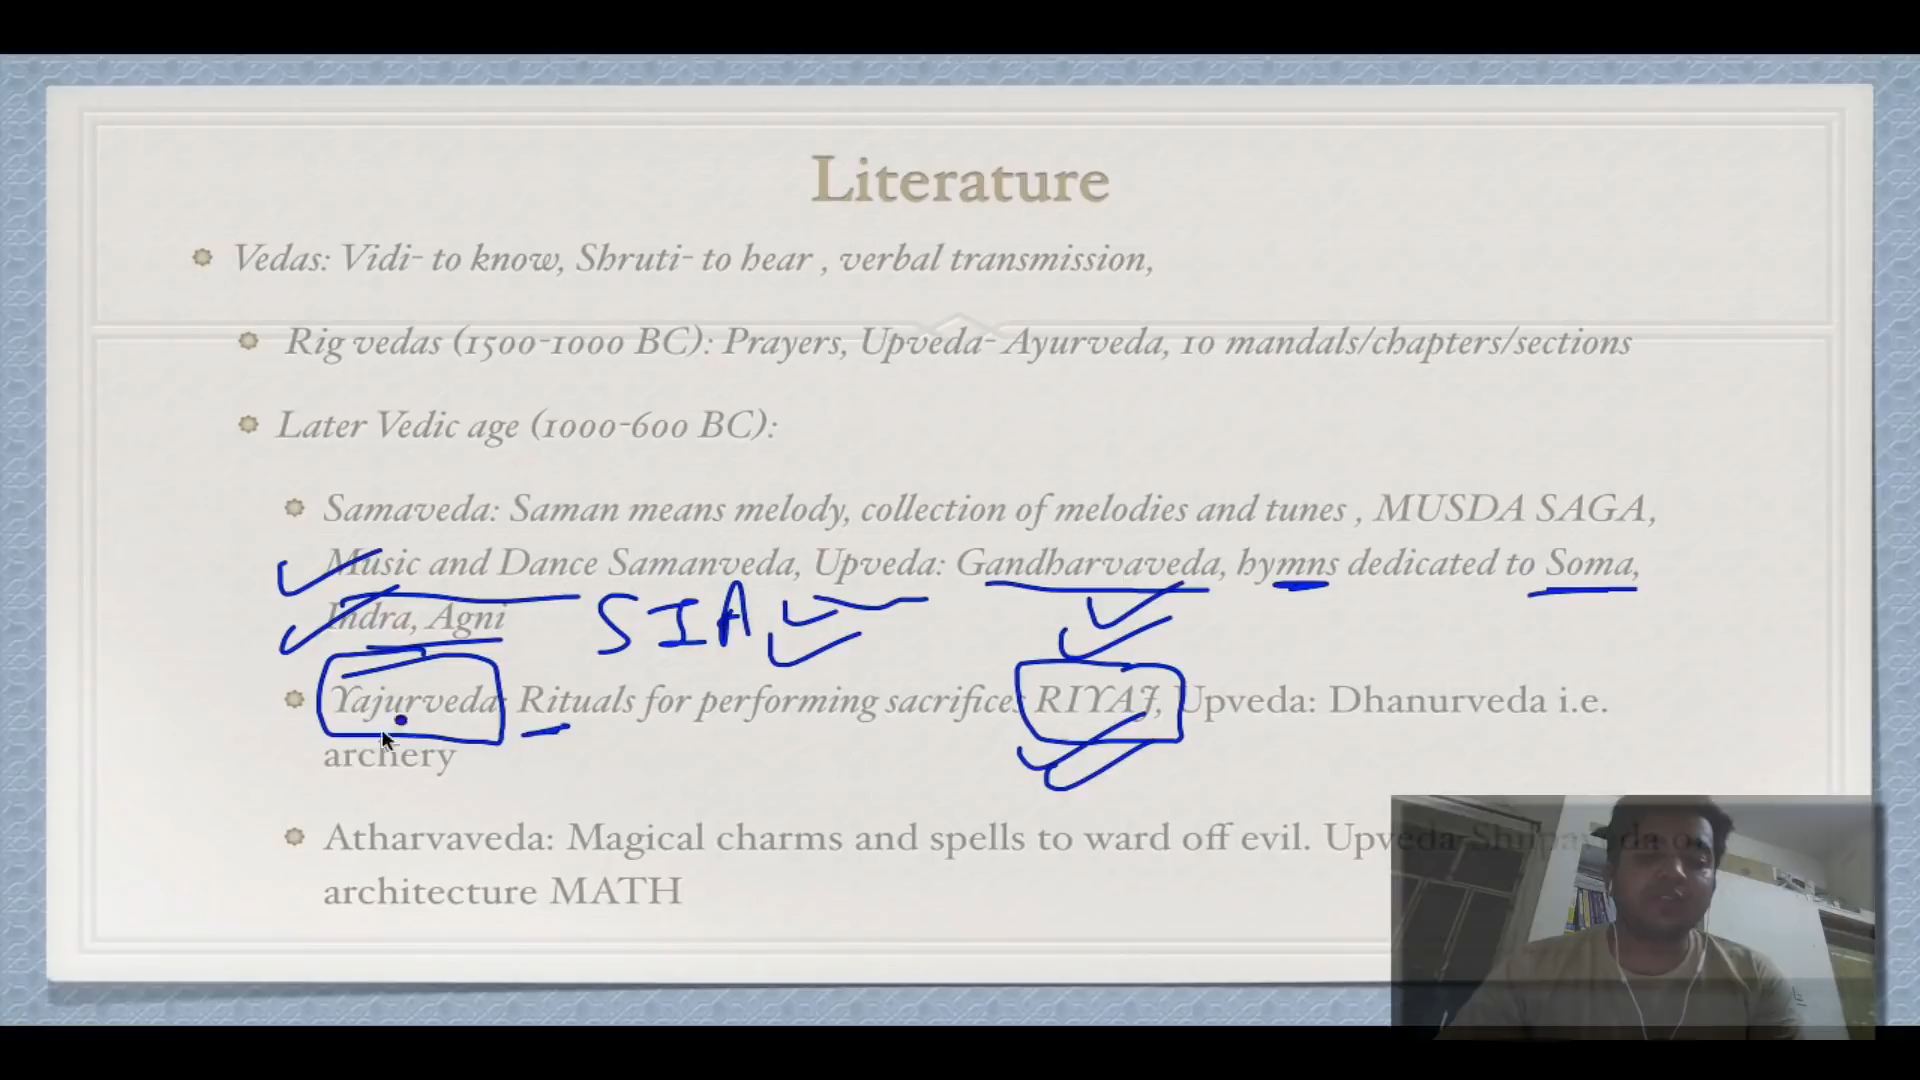 Literature
Vedas: Vidi- to know, Shruti- to hear , verbal transmission,
Rig vedas (1500-1000 BC): Prayers, Upveda- Ayurveda, 10 mandals/chapters/sections
Later Vedic age (1000-600 BC):
Samaveda: Saman means melody, collection of melodies and tunes , MUSDA SAGA,
Music and Dance Samanveda, Upveda: Gandharvaveda, hymns dedicated to Soma,
Indra, Agni
SIA
Yajurveda: Rituals for performing sacrifices RIYAJ, Upveda: Dhanurveda i.e.
archery
Atharvaveda: Magical charms and spells to ward off evil. Upveda-
architecture MATH